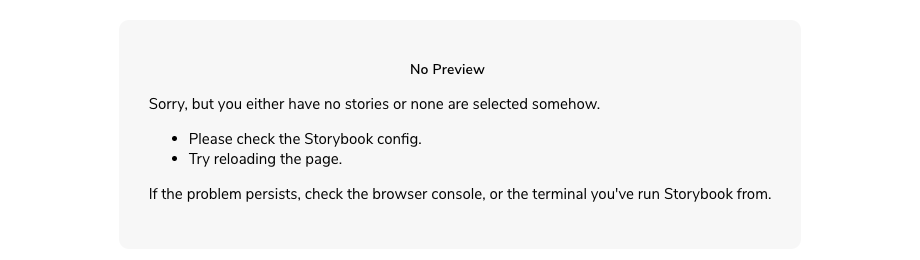 No Preview
Sorry, but you either have no stories or none are selected somehow.
• Please check the Storybook config.
• Try reloading the page.
If the problem persists, check the browser console, or the terminal you've run Storybook from.